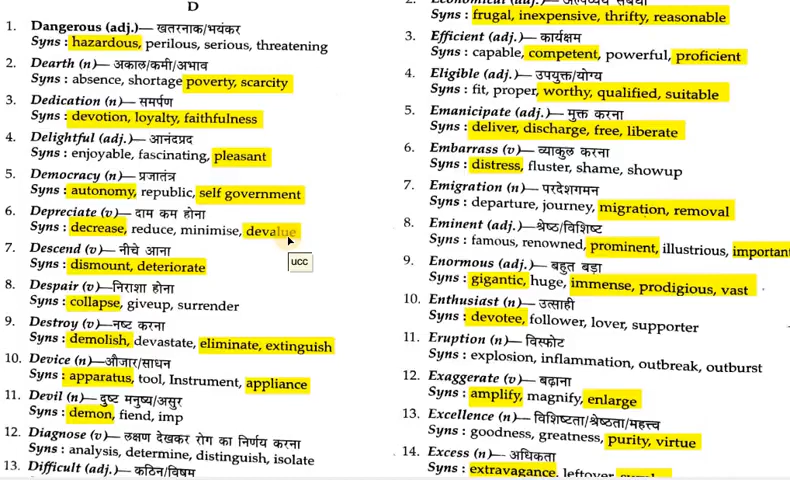 D
1. Dangerous (adj.)— खतरनाक/भयंकर
Syns : hazardous, perilous, serious, threatening
2. Dearth (n)— अकाल/कमी/अभाव
Syns : absence, shortage poverty, scarcity
3. Dedication (n)— समर्पण
Syns : devotion, loyalty, faithfulness
4. Delightful (adj.)— आनंदप्रद
Syns : enjoyable, fascinating, pleasant
5. Democracy (n)— प्रजातंत्र
Syns : autonomy, republic, self government
6. Depreciate (v)— दाम कम होना
Syns : decrease, reduce, minimise, devalue
ucc
7. Descend (v)— नीचे आना
Syns : dismount, deteriorate
8. Despair (v)—निराशा होना
Syns : collapse, giveup, surrender
9. Destroy (v)—नष्ट करना
Syns : demolish, devastate, eliminate, extinguish
10. Device (n)—औजार/साधन
Syns : apparatus, tool, Instrument, appliance
11. Devil (n)— दुष्ट मनुष्य/असुर
Syns : demon, fiend, imp
12. Diagnose (v)— लक्षण देखकर रोग का निर्णय करना
Syns : analysis, determine, distinguish, isolate
13. Difficult (adj.)— कठिन/विषम
2. Economical (adj.)—
Syns : frugal, inexpensive, thrifty, reasonable
3. Efficient (adj.)— कार्यक्षम
Syns : capable, competent, powerful, proficient
4. Eligible (adj.)— उपयुक्त/योग्य
Syns : fit, proper, worthy, qualified, suitable
5. Emanicipate (adj.)— मुक्त करना
Syns : deliver, discharge, free, liberate
6. Embarrass (v)— व्याकुल करना
Syns : distress, fluster, shame, showup
7. Emigration (n)— परदेशगमन
Syns : departure, journey, migration, removal
8. Eminent (adj.)— श्रेष्ठ/विशिष्ट
Syns : famous, renowned, prominent, illustrious, important
9. Enormous (adj.)— बहुत बड़ा
Syns : gigantic, huge, immense, prodigious, vast
10. Enthusiast (n)— उत्साही
Syns : devotee, follower, lover, supporter
11. Eruption (n)— विस्फोट
Syns : explosion, inflammation, outbreak, outburst
12. Exaggerate (v)— बढ़ाना
Syns : amplify, magnify, enlarge
13. Excellence (n)— विशिष्टता/श्रेष्ठता/महत्त्व
Syns : goodness, greatness, purity, virtue
14. Excess (n)— अधिकता
Syns : extravagance, leftover,